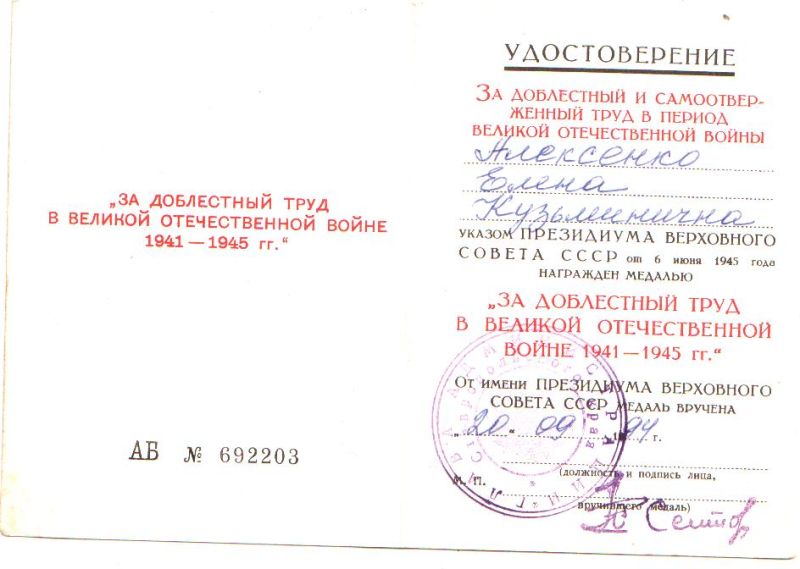 „ЗА ДОБЛЕСТНЫЙ ТРУД
В ВЕЛИКОЙ ОТЕЧЕСТВЕННОЙ ВОЙНЕ
1941 — 1945 гг.“
АБ № 692203
УДОСТОВЕРЕНИЕ
ЗА ДОБЛЕСТНЫЙ И САМООТВЕР-
ЖЕННЫЙ ТРУД В ПЕРИОД
ВЕЛИКОЙ ОТЕЧЕСТВЕННОЙ ВОЙНЫ
Алексенко
Елена
Кузьминична
УКАЗОМ ПРЕЗИДИУМА ВЕРХОВНОГО
СОВЕТА СССР от 6 июня 1945 года
НАГРАЖДЕН МЕДАЛЬЮ
„ЗА ДОБЛЕСТНЫЙ ТРУД
В ВЕЛИКОЙ ОТЕЧЕСТВЕННОЙ
ВОЙНЕ 1941 — 1945 гг.“
От имени ПРЕЗИДИУМА ВЕРХОВНОГО
СОВЕТА СССР МЕДАЛЬ ВРУЧЕНА
„20“ 09 1994 г.
(должность и подпись лица,
М. П.
вручившего медаль)